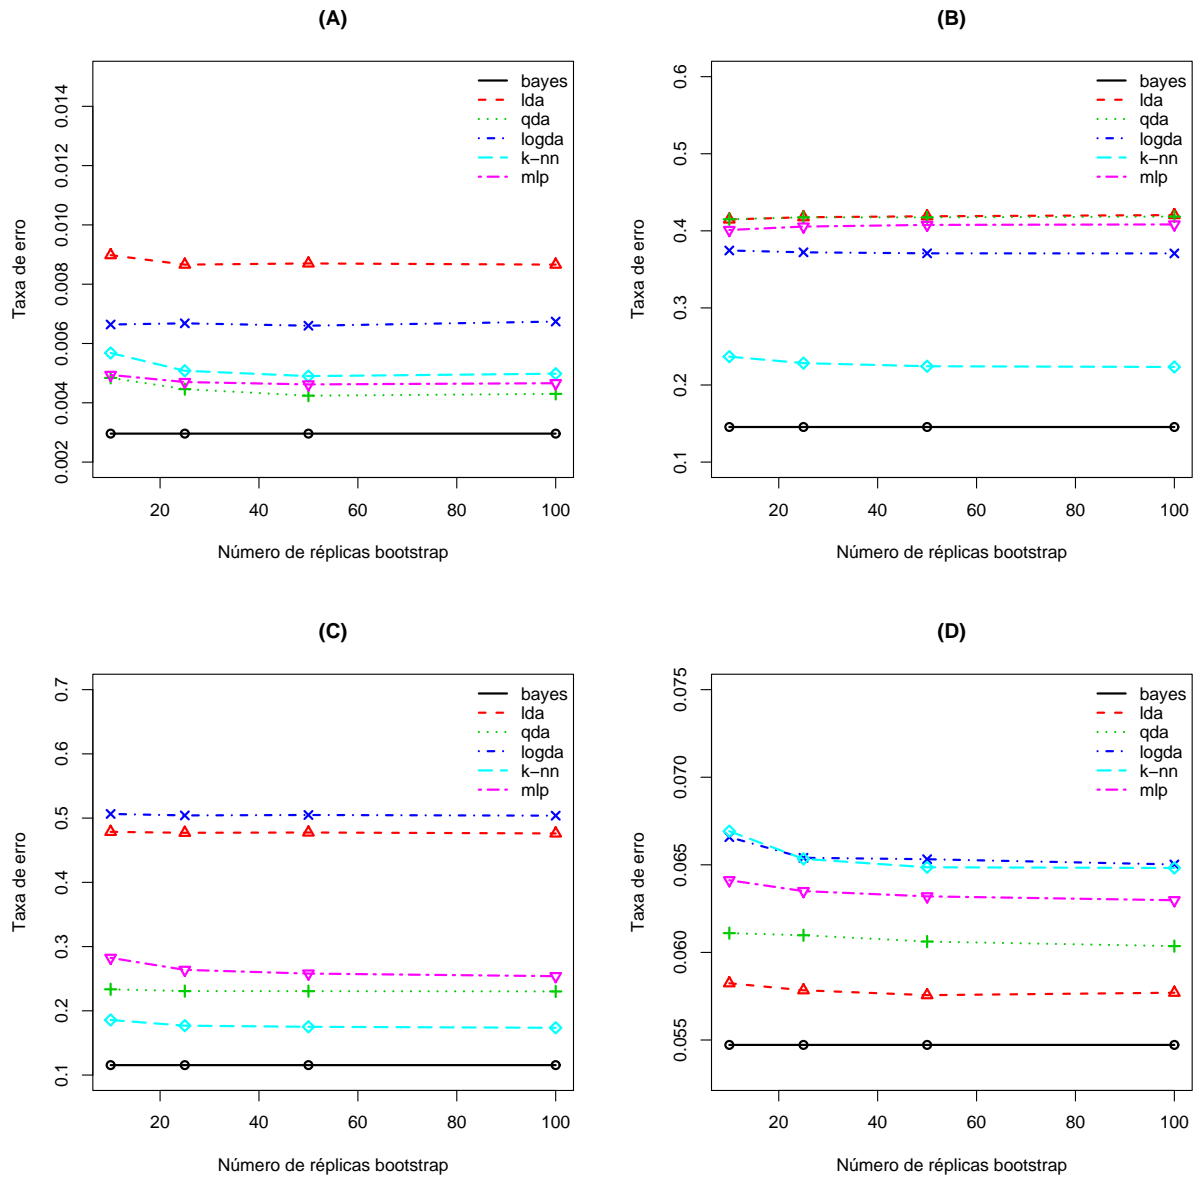 (A)
bayes
lda
qda
logda
k−nn
mlp
Taxa de erro
0.014
0.012
0.010
0.008
0.006
0.004
0.002
20 40 60 80 100
Número de réplicas bootstrap
(B)
bayes
lda
qda
logda
k−nn
mlp
Taxa de erro
0.6
0.5
0.4
0.3
0.2
0.1
20 40 60 80 100
Número de réplicas bootstrap
(C)
bayes
lda
qda
logda
k−nn
mlp
Taxa de erro
0.7
0.6
0.5
0.4
0.3
0.2
0.1
20 40 60 80 100
Número de réplicas bootstrap
(D)
bayes
lda
qda
logda
k−nn
mlp
Taxa de erro
0.075
0.070
0.065
0.060
0.055
20 40 60 80 100
Número de réplicas bootstrap